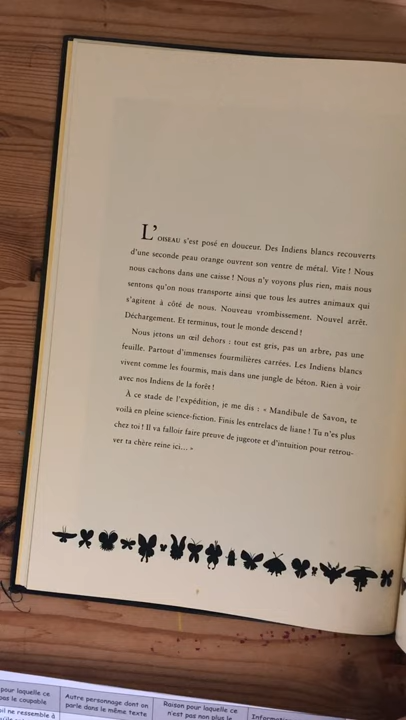 L'OISEAU s'est posé en douceur. Des Indiens blancs recouverts
d'une seconde peau orange ouvrent son ventre de métal. Vite ! Nous
nous cachons dans une caisse ! Nous n'y voyons plus rien, mais nous
sentons qu'on nous transporte ainsi que tous les autres animaux qui
s'agitent à côté de nous. Nouveau vrombissement. Nouvel arrêt.
Déchargement. Et terminus, tout le monde descend !
Nous jetons un œil dehors : tout est gris, pas un arbre, pas une
feuille. Partout d'immenses fourmilières carrées. Les Indiens blancs
vivent comme les fourmis, mais dans une jungle de béton. Rien à voir
avec nos Indiens de la forêt !
À ce stade de l'expédition, je me dis : « Mandibule de Savon, te
voilà en pleine science-fiction. Finis les entrelacs de liane ! Tu n'es plus
chez toi ! Il va falloir faire preuve de jugeote et d'intuition pour retrou-
ver ta chère reine ici... »
pour laquelle ce
pas le coupable
Autre personnage dont on
parle dans le même texte
Raison pour laquelle ce
n'est pas non plus le
il ne ressemble à